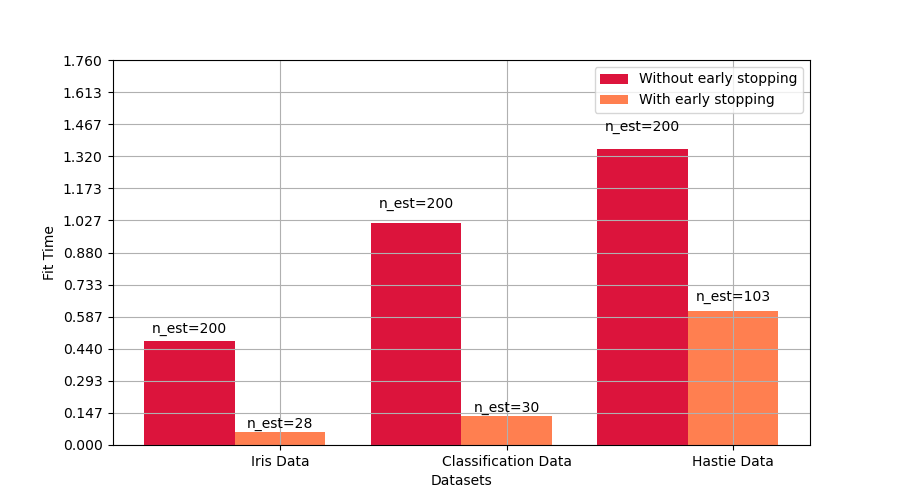 1.760
1.613
1.467
1.320
1.173
1.027
0.880
0.733
0.587
0.440
0.293
0.147
0.000
Fit Time
Without early stopping
With early stopping
n_est=200
n_est=200
n_est=200
n_est=28
n_est=30
n_est=103
Iris Data
Classification Data
Hastie Data
Datasets